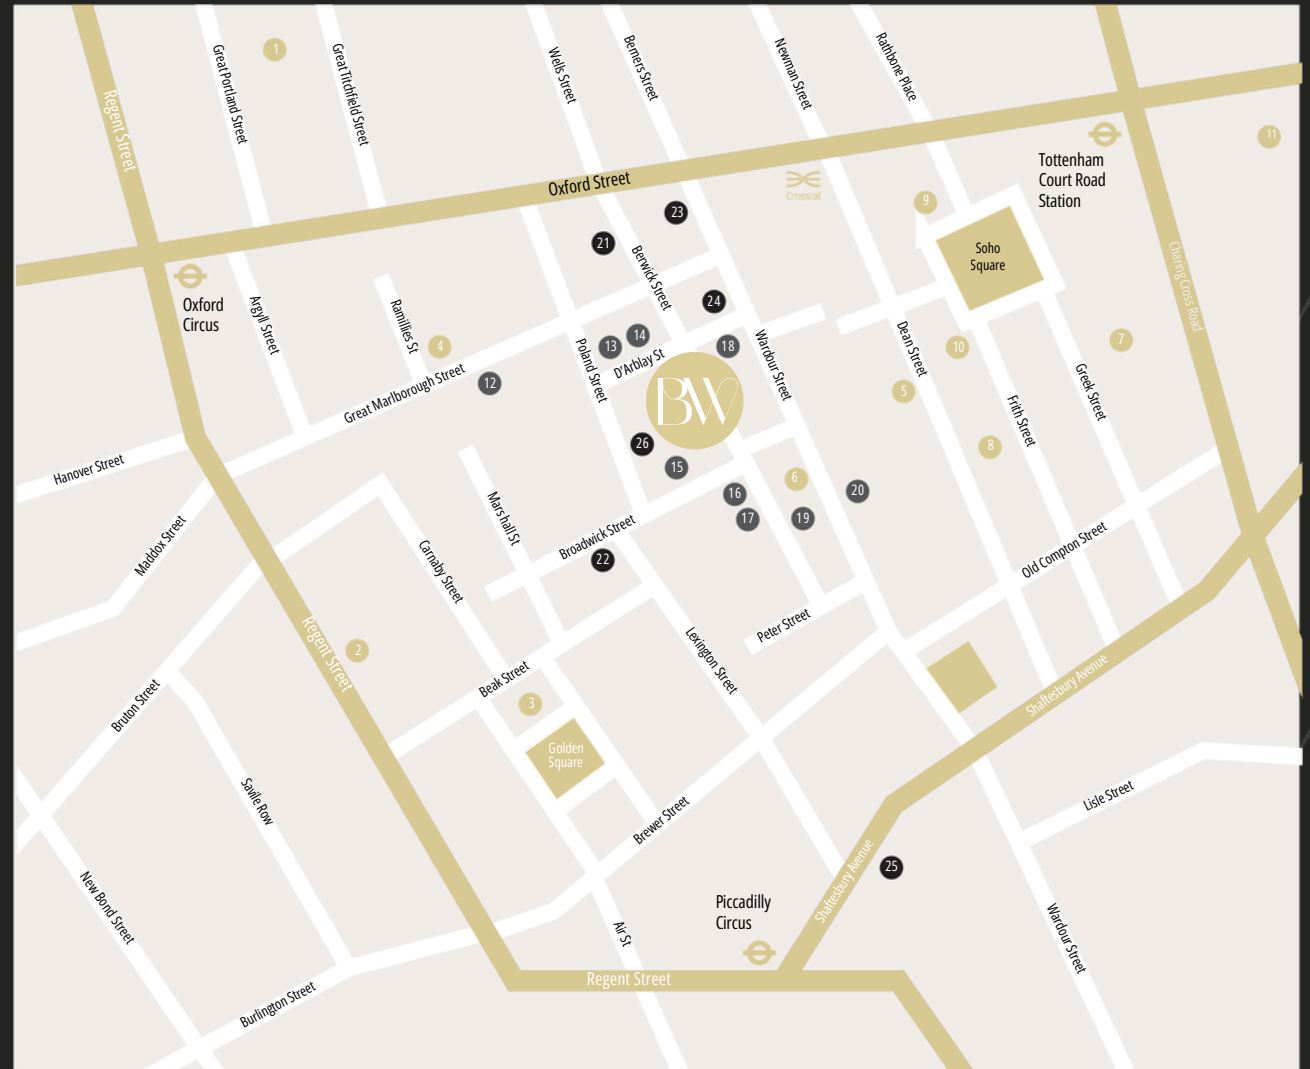 Regent Street
Great Portland Street
1
Great Titchfield Street
Wells Street
Berners Street
Newman Street
Rathbone Place
Oxford Street
Crossrail
Tottenham
Court Road
Station
11
9
Soho
Square
Charing Cross Road
23
21
24
Berwick Street
Oxford
Circus
Argyll Street
Ramillies St
4
12
Great Marlborough Street
Poland Street
13
14
D'Arblay St
18
BW
Wardour Street
Dean Street
10
5
7
Greek Street
Frith Street
8
Hanover Street
Maddox Street
26
15
16
17
6
19
20
Marshall St
Broadwick Street
22
Carnaby Street
Old Compton Street
Peter Street
Lexington Street
Regent Street
2
Beak Street
3
Golden
Square
Bruton Street
Savile Row
Brewer Street
Shaftesbury Avenue
Lisle Street
Shaftesbury Avenue
25
New Bond Street
Piccadilly
Circus
Air St
Wardour Street
Regent Street
Burlington Street